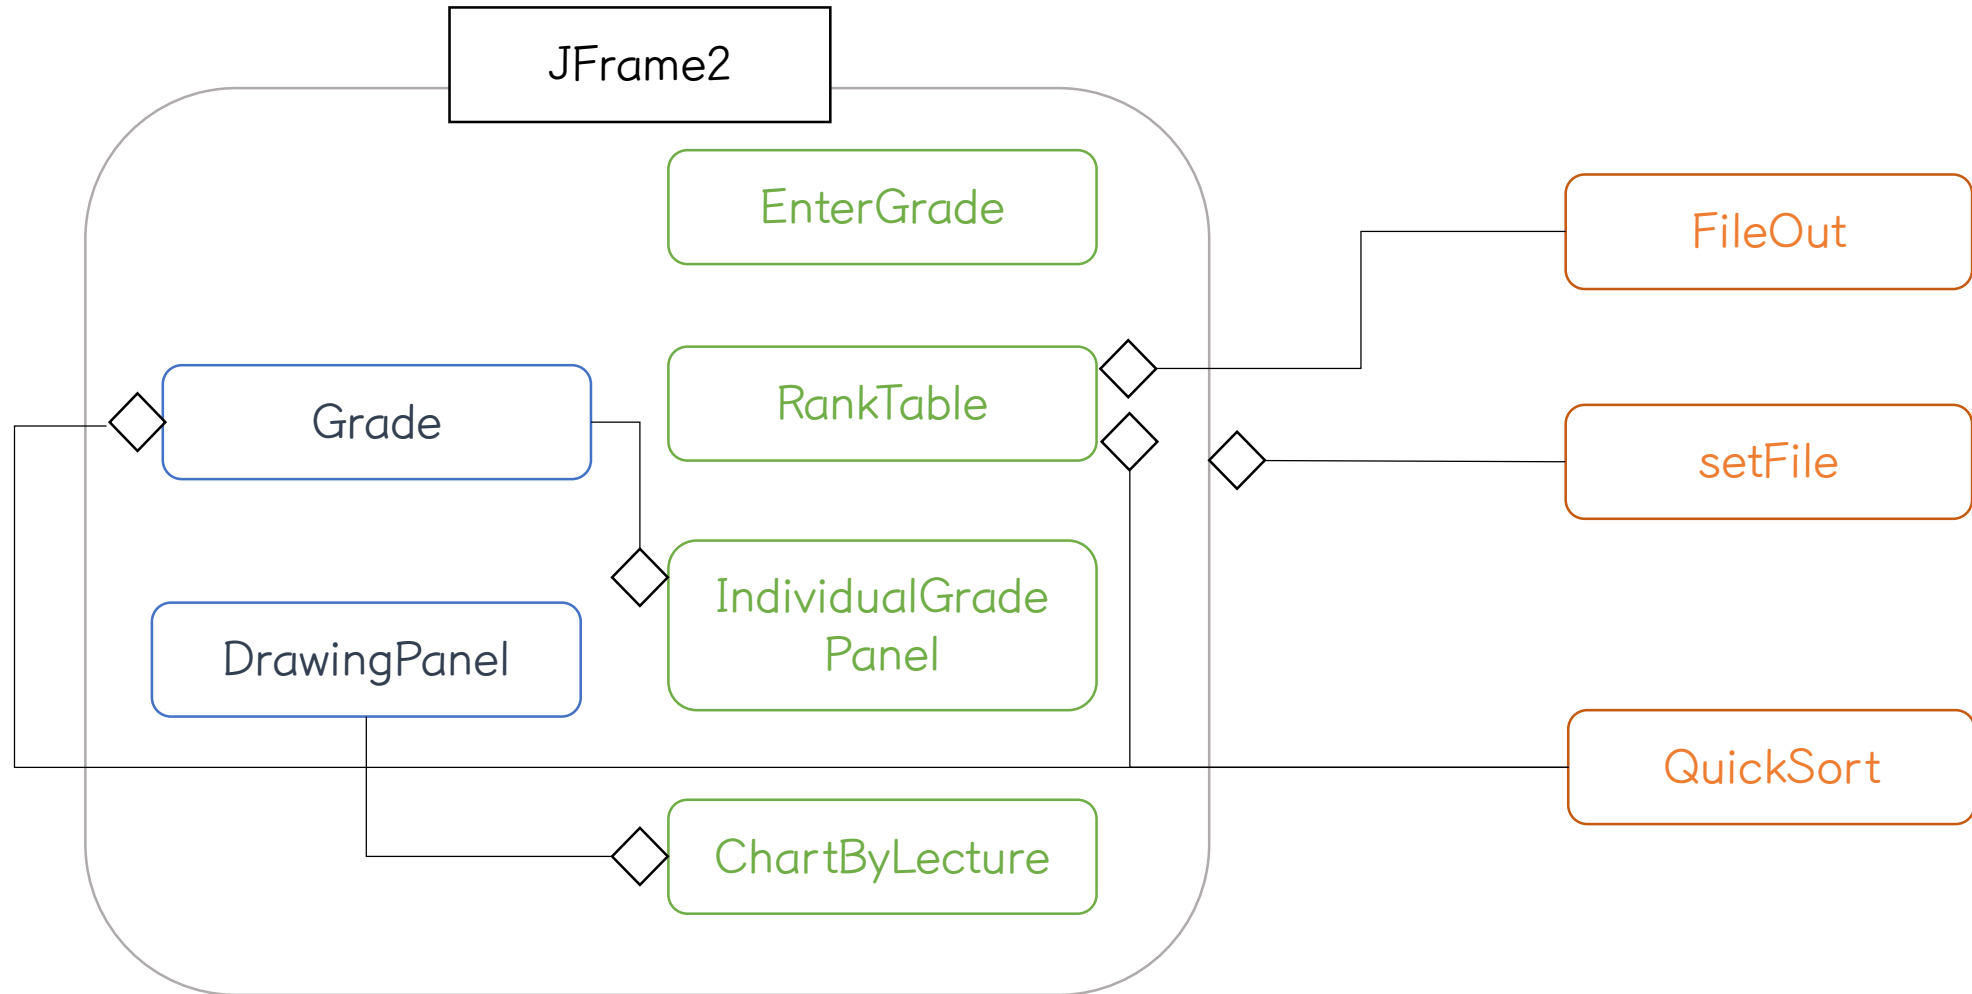 JFrame2
EnterGrade
FileOut
RankTable
Grade
setFile
IndividualGrade
Panel
DrawingPanel
QuickSort
ChartByLecture